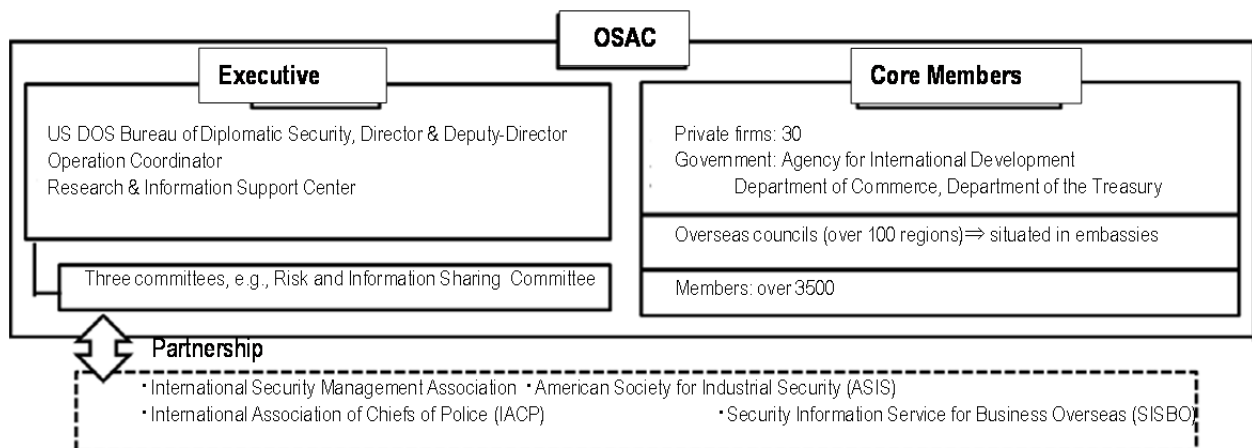 OSAC
Executive
US DOS Bureau of Diplomatic Security, Director & Deputy-Director
Operation Coordinator
Research & Information Support Center
Three committees, e.g., Risk and Information Sharing Committee
Core Members
Private firms: 30
Government: Agency for International Development
Department of Commerce, Department of the Treasury
Overseas councils (over 100 regions)⇒ situated in embassies
Members: over 3500
Partnership
・International Security Management Association ・American Society for Industrial Security (ASIS)
・International Association of Chiefs of Police (IACP) ・Security Information Service for Business Overseas (SISBO)